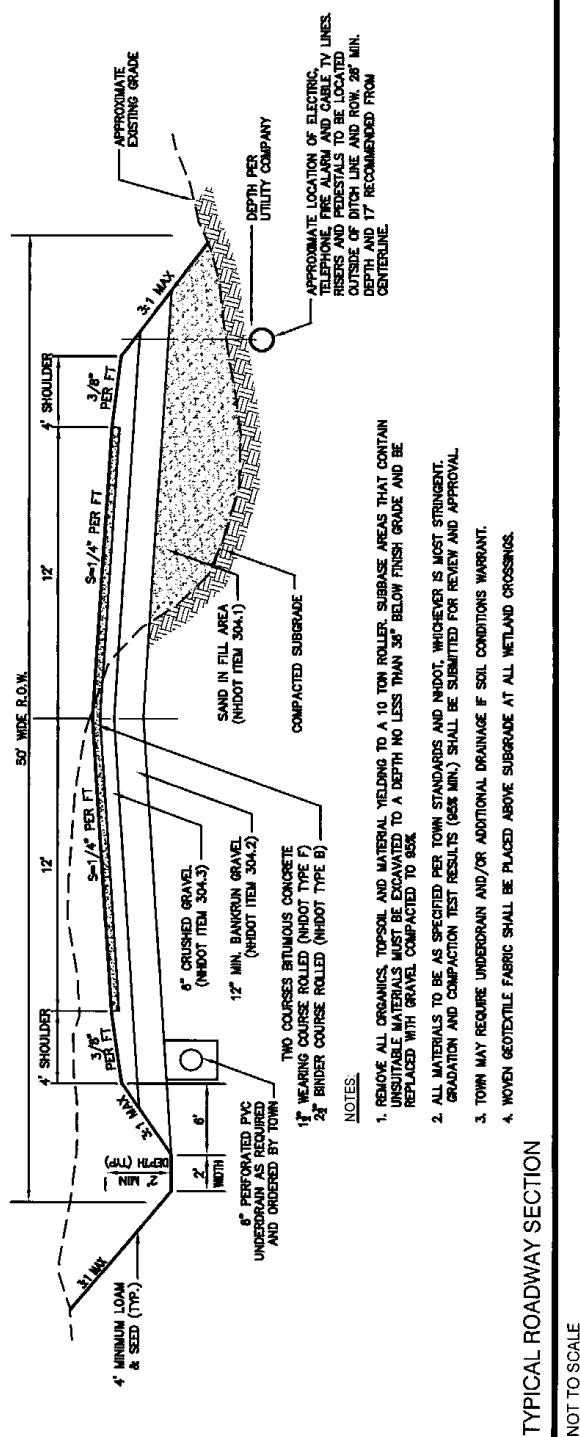 50' WIDE R.O.W.
4' SHOULDER
12'
12'
4' SHOULDER
3/8"
PER FT
S=1/4" PER FT
S=1/4" PER FT
3/8"
PER FT
3:1 MAX
APPROXIMATE
EXISTING GRADE
3:1 MAX
2' MIN
DEPTH (TYP)
3:1 MAX
2'
WIDTH
6'
4" MINIMUM LOAM
& SEED (TYP.)
6" PERFORATED PVC
UNDERDRAIN AS REQUIRED
AND ORDERED BY TOWN
6" CRUSHED GRAVEL
(NHDOT ITEM 304.3)
12" MIN. BANKRUN GRAVEL
(NHDOT ITEM 304.2)
TWO COURSES BITUMOUS CONCRETE
WEARING COURSE ROLLED (NHDOT TYPE F)
BINDER COURSE ROLLED (NHDOT TYPE B)
SAND IN FILL AREA
(NHDOT ITEM 304.1)
COMPACTED SUBGRADE
DEPTH PER
UTILITY COMPANY
APPROXIMATE LOCATION OF ELECTRIC,
TELEPHONE, FIRE ALARM AND CABLE TV LINES.
RISERS AND PEDESTALS TO BE LOCATED
OUTSIDE OF DITCH LINE AND ROW. MIN.
DEPTH AND 17' RECOMMENDED FROM
CENTERLINE.
NOTES:
1. REMOVE ALL ORGANICS, TOPSOIL AND MATERIAL YIELDING TO A 10 TON ROLLER. SUBBASE AREAS THAT CONTAIN
UNSUITABLE MATERIALS MUST BE EXCAVATED TO A DEPTH NO LESS THAN 36" BELOW FINISH GRADE AND BE
REPLACED WITH GRAVEL COMPACTED TO 95%
2. ALL MATERIALS TO BE AS SPECIFIED PER TOWN STANDARDS AND NHDOT, WHICHEVER IS MOST STRINGENT.
GRADATION AND COMPACTION TEST RESULTS (95% MIN.) SHALL BE SUBMITTED FOR REVIEW AND APPROVAL.
3. TOWN MAY REQUIRE UNDERDRAIN AND/OR ADDITIONAL DRAINAGE IF SOIL CONDITIONS WARRANT.
4. WOVEN GEOTEXTILE FABRIC SHALL BE PLACED ABOVE SUBGRADE AT ALL WETLAND CROSSINGS.
TYPICAL ROADWAY SECTION
NOT TO SCALE